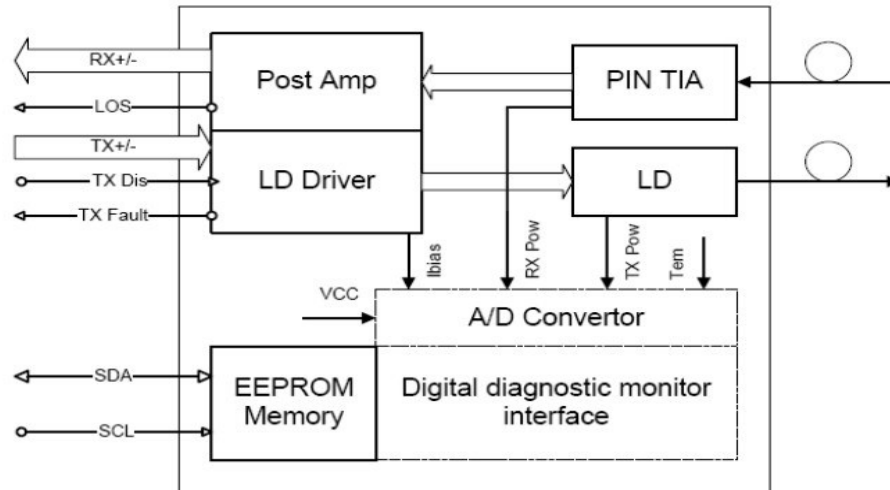 RX+/-
Post Amp
PIN TIA
LOS
TX+/-
TX Dis
LD Driver
LD
TX Fault
Ibias
RX Pow
TX Pow
Tem
VCC
A/D Convertor
SDA
EEPROM
Memory
Digital diagnostic monitor
interface
SCL